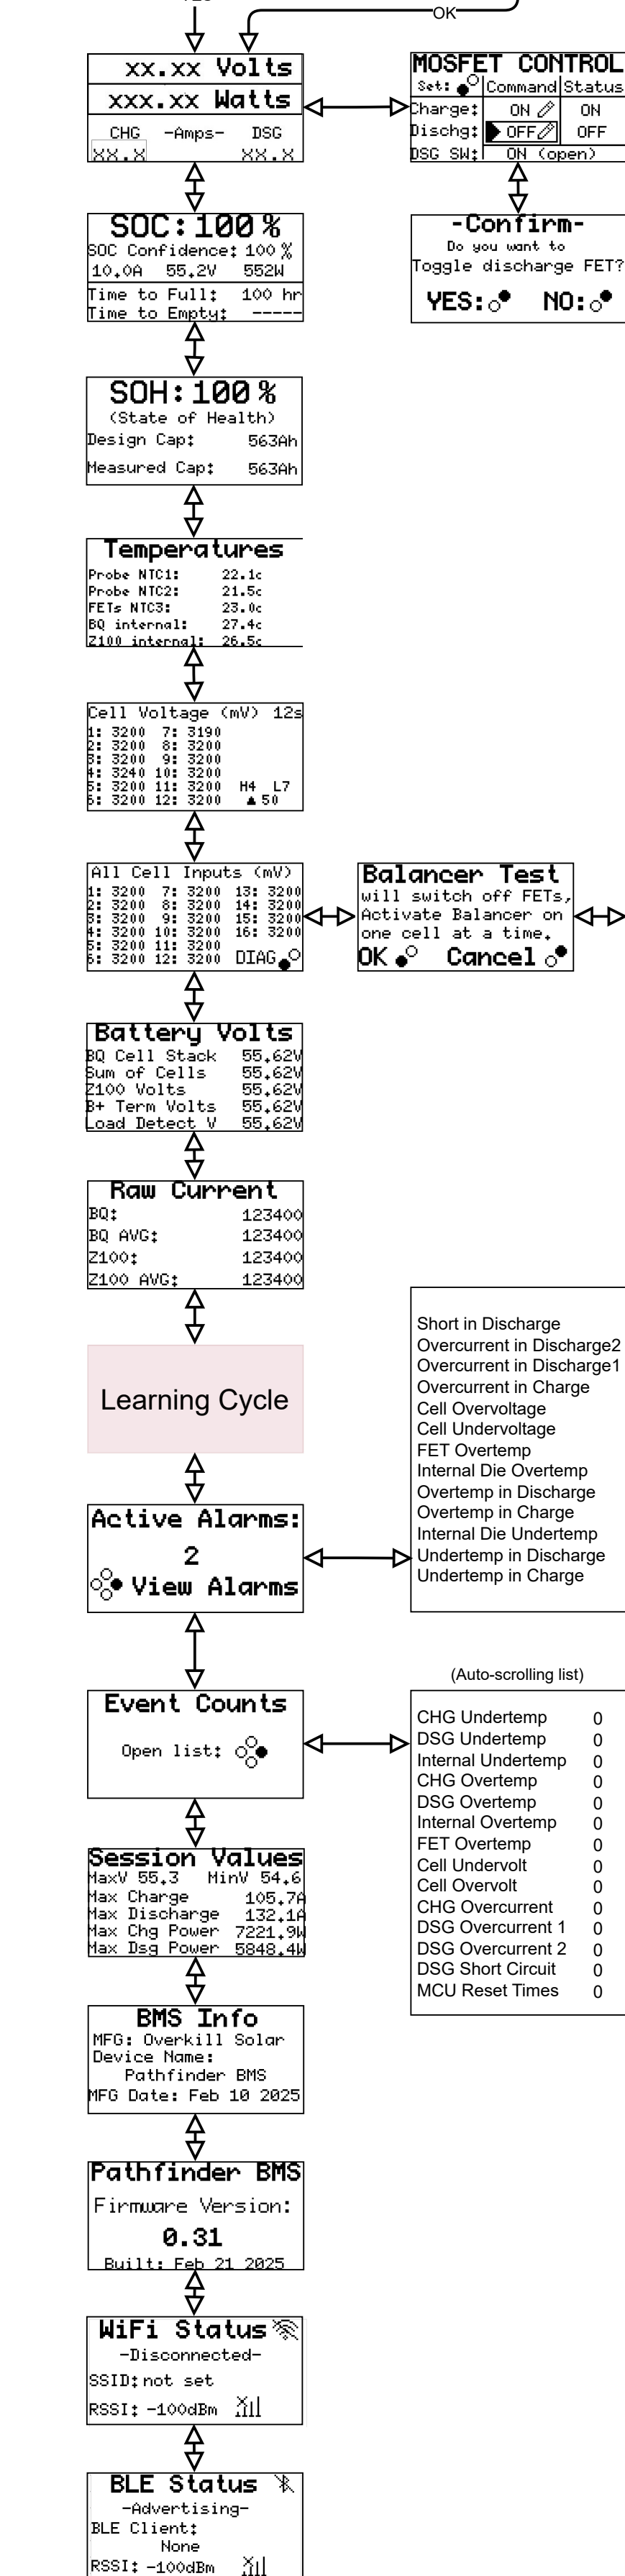 OK
xx.xx Volts
xxx.xx Watts
CHG -Amps- DSG
XX.X XX.X
MOSFET CONTROL
Set: Command Status
Charge: ON ON
Dischg: OFF OFF
DSG SW: ON (open)
-Confirm-
Do you want to
Toggle discharge FET?
YES: NO:
SOC:100%
SOC Confidence: 100%
10.0A 55.2V 552W
Time to Full: 100 hr
Time to Empty: -----
SOH:100%
(State of Health)
Design Cap: 563Ah
Measured Cap: 563Ah
Temperatures
Probe NTC1: 22.1c
Probe NTC2: 21.5c
FETs NTC3: 23.0c
BQ internal: 27.4c
Z100 internal: 26.5c
Cell Voltage (mV) 12s
1: 3200 7: 3190
2: 3200 8: 3200
3: 3200 9: 3200
4: 3240 10: 3200
5: 3200 11: 3200 H4 L7
6: 3200 12: 3200 ▲50
All Cell Inputs (mV)
1: 3200 7: 3200 13: 3200
2: 3200 8: 3200 14: 3200
3: 3200 9: 3200 15: 3200
4: 3200 10: 3200 16: 3200
5: 3200 11: 3200
6: 3200 12: 3200 DIAG
Balancer Test
will switch off FETs,
Activate Balancer on
one cell at a time.
OK Cancel
Battery Volts
BQ Cell Stack 55.62V
Sum of Cells 55.62V
Z100 Volts 55.62V
B+ Term Volts 55.62V
Load Detect V 55.62V
Raw Current
BQ: 123400
BQ AVG: 123400
Z100: 123400
Z100 AVG: 123400
Learning Cycle
Active Alarms:
2
View Alarms
Short in Discharge
Overcurrent in Discharge2
Overcurrent in Discharge1
Overcurrent in Charge
Cell Overvoltage
Cell Undervoltage
FET Overtemp
Internal Die Overtemp
Overtemp in Discharge
Overtemp in Charge
Internal Die Undertemp
Undertemp in Discharge
Undertemp in Charge
Event Counts
Open list:
(Auto-scrolling list)
CHG Undertemp 0
DSG Undertemp 0
Internal Undertemp 0
CHG Overtemp 0
DSG Overtemp 0
Internal Overtemp 0
FET Overtemp 0
Cell Undervolt 0
Cell Overvolt 0
CHG Overcurrent 0
DSG Overcurrent 1 0
DSG Overcurrent 2 0
DSG Short Circuit 0
MCU Reset Times 0
Session Values
MaxV 55.3 MinV 54.6
Max Charge 105.7A
Max Discharge 132.1A
Max Chg Power 7221.9W
Max Dsg Power 5848.4W
BMS Info
MFG: Overkill Solar
Device Name:
Pathfinder BMS
MFG Date: Feb 10 2025
Pathfinder BMS
Firmware Version:
0.31
Built: Feb 21 2025
WiFi Status
-Disconnected-
SSID: not set
RSSI: -100dBm
BLE Status
-Advertising-
BLE Client:
None
RSSI: -100dBm